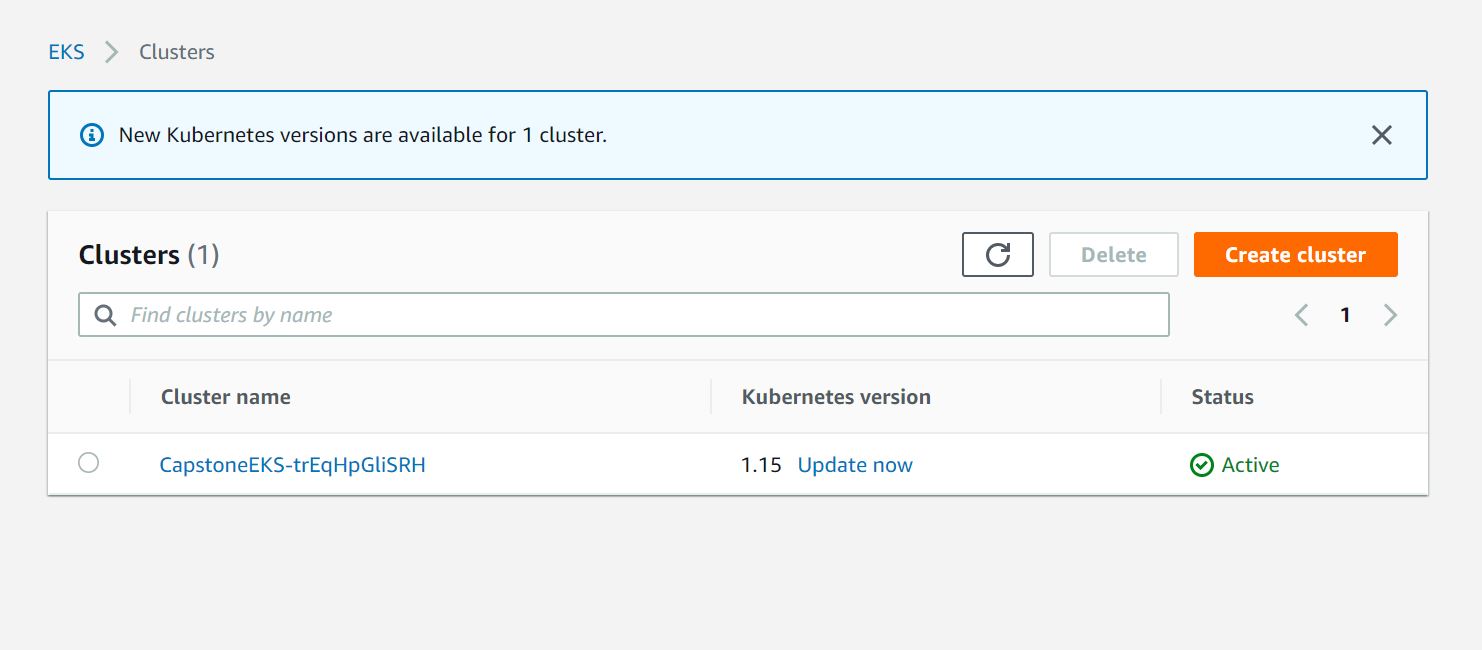 EKS Clusters
New Kubernetes versions are available for 1 cluster.
Clusters (1) Delete Create cluster
Find clusters by name 1
Cluster name Kubernetes version Status
CapstoneEKS-trEqHpGliSRH 1.15 Update now Active